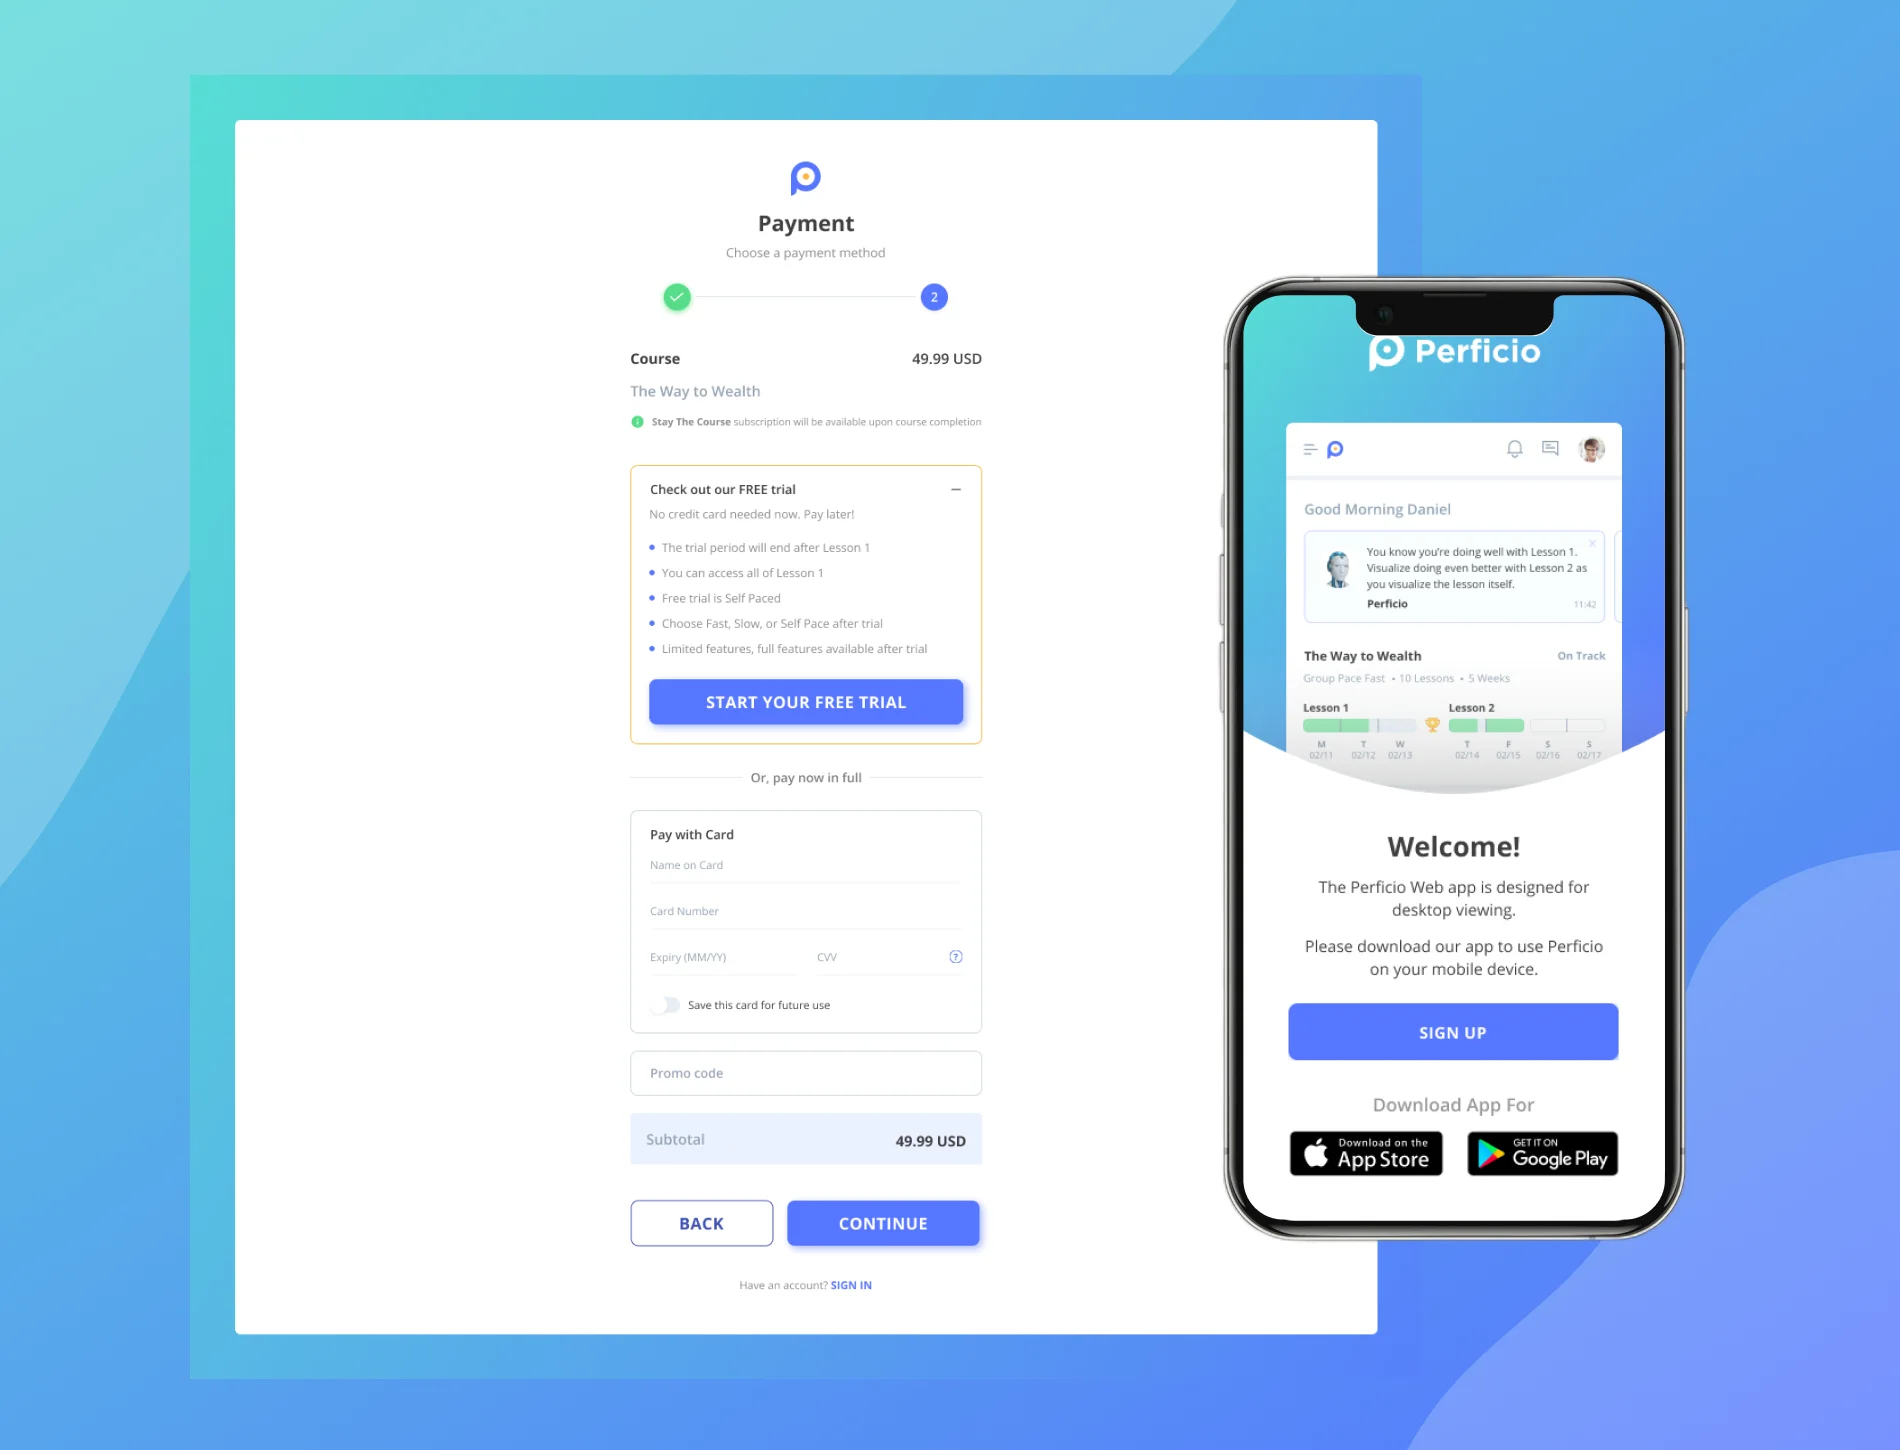 Payment
Choose a payment method
2
Course 49.99 USD
The Way to Wealth
Stay The Course subscription will be available upon course completion
Check out our FREE trial
No credit card needed now. Pay later!
The trial period will end after Lesson 1
You can access all of Lesson 1
Free trial is Self Paced
Choose Fast, Slow, or Self Pace after trial
Limited features, full features available after trial
START YOUR FREE TRIAL
Or, pay now in full
Pay with Card
Name on Card
Card Number
Expiry (MM/YY) CVV ?
Save this card for future use
Promo code
Subtotal 49.99 USD
BACK CONTINUE
Have an account? SIGN IN
Perficio
Good Morning Daniel
You know you're doing well with Lesson 1.
Visualize doing even better with Lesson 2 as
you visualize the lesson itself.
Perficio 11:42
The Way to Wealth On Track
Group Pace Fast • 10 Lessons • 5 Weeks
Lesson 1 Lesson 2
M T W T F S S
02/11 02/12 02/13 02/14 02/15 02/16 02/17
Welcome!
The Perficio Web app is designed for
desktop viewing.
Please download our app to use Perficio
on your mobile device.
SIGN UP
Download App For
Download on the
App Store
GET IT ON
Google Play